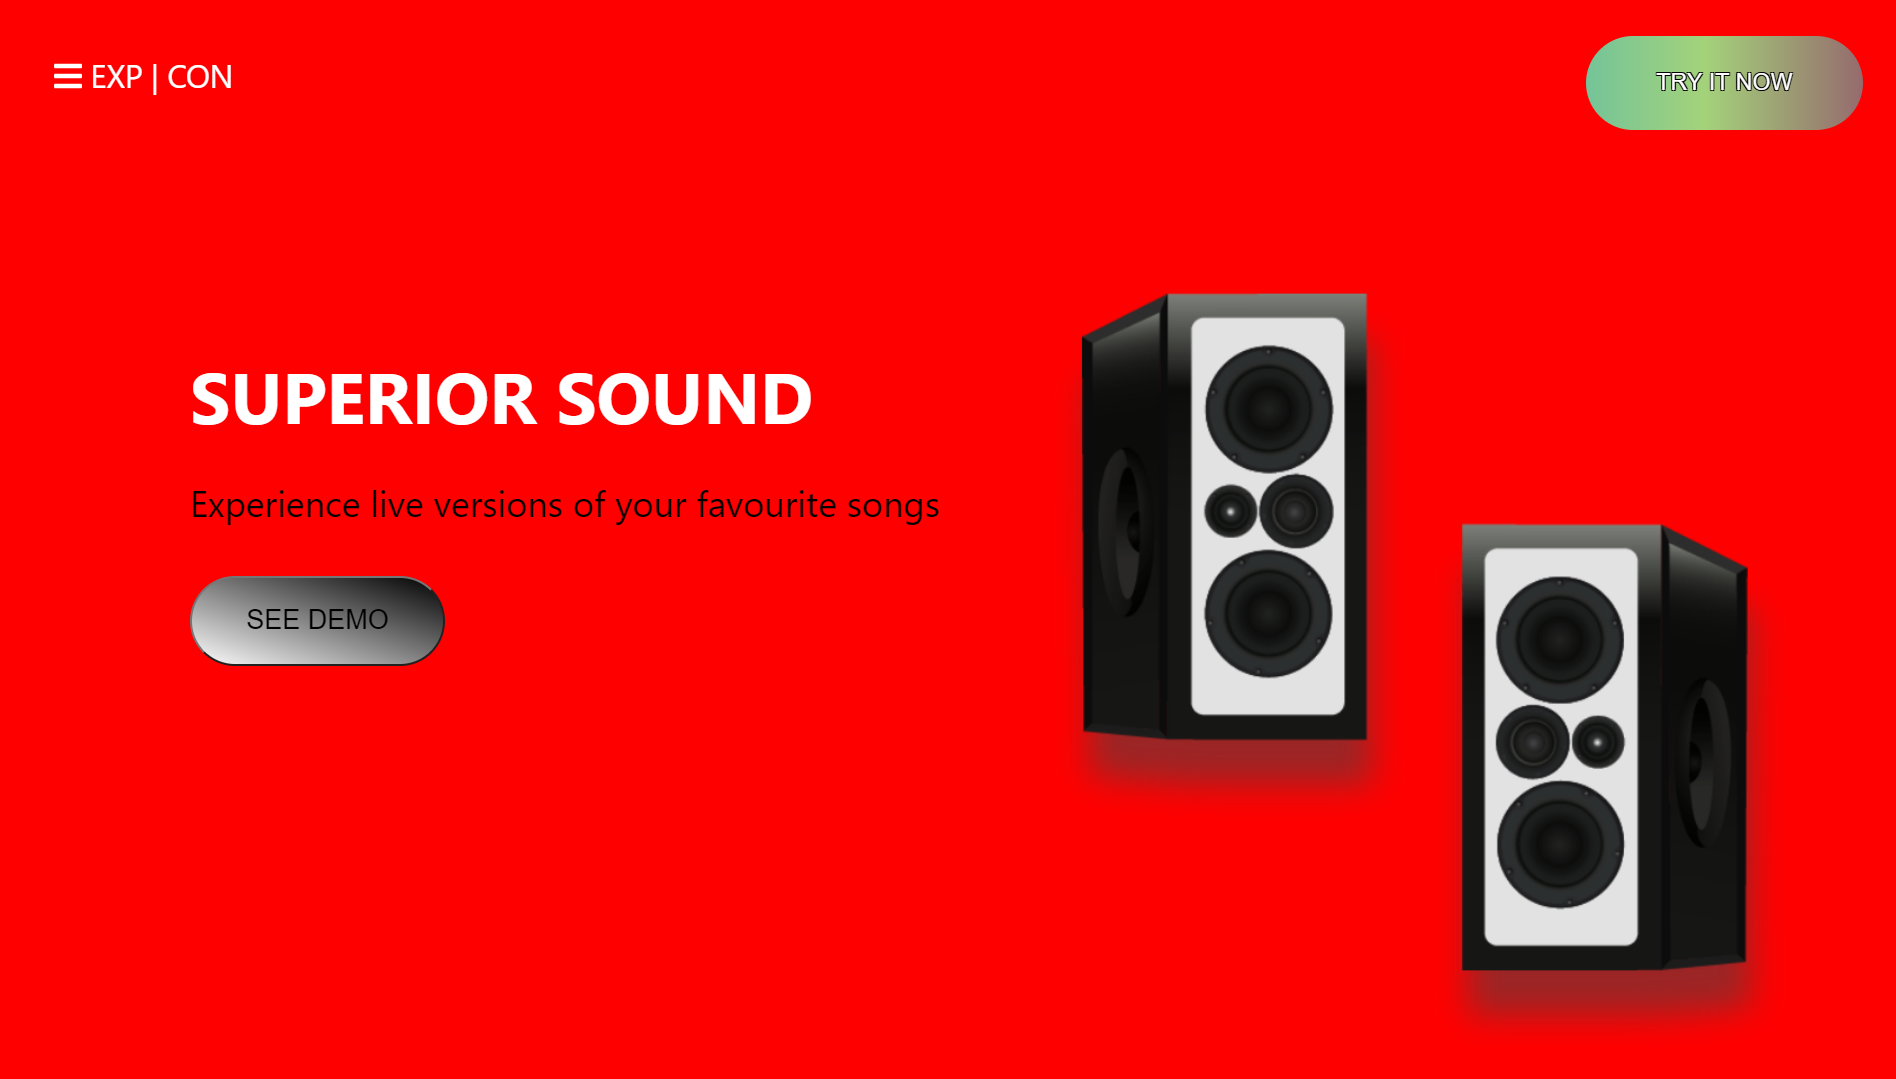 EXP | CON
TRY IT NOW
SUPERIOR SOUND
Experience live versions of your favourite songs
SEE DEMO